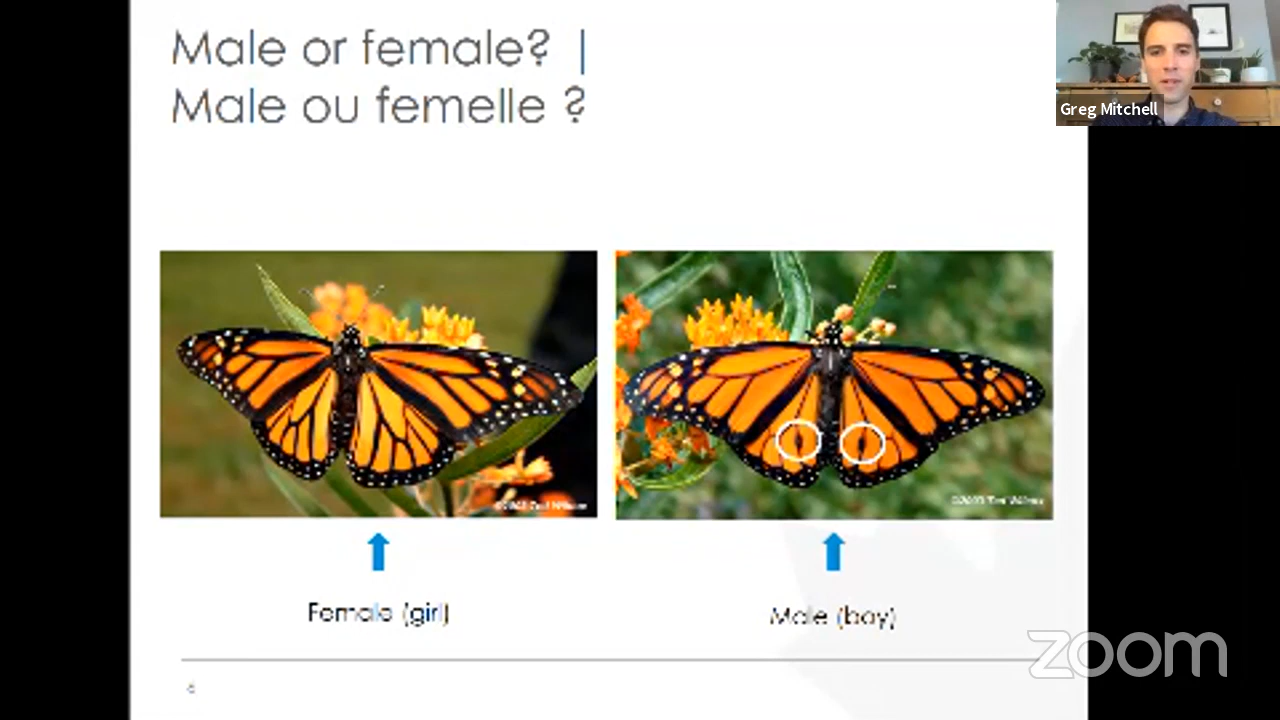 Male or female? |
Male ou femelle ?
Greg Mitchell
Female (girl)
Male (boy)
zoom